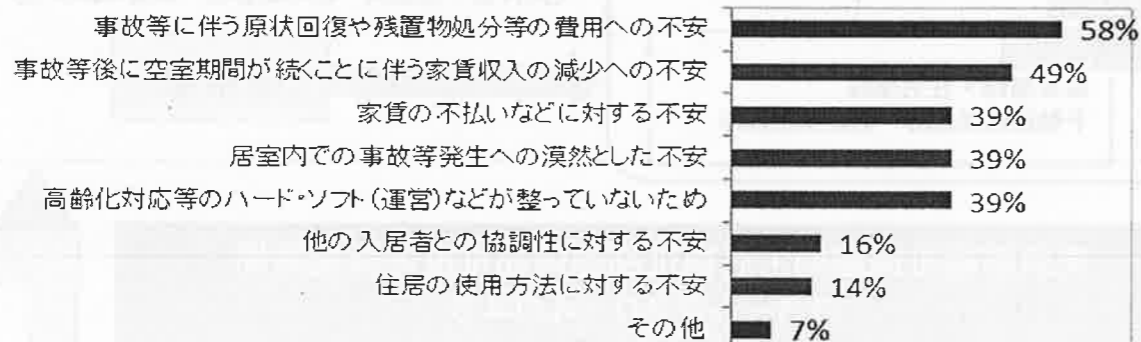 事故等に伴う原状回復や残置物処分等の費用への不安 58%
事故等後に空室期間が続くことに伴う家賃収入の減少への不安 49%
家賃の不払いなどに対する不安 39%
居室内での事故等発生への漠然とした不安 39%
高齢化対応等のハード・ソフト(運営)などが整っていないため 39%
他の入居者との協調性に対する不安 16%
住居の使用方法に対する不安 14%
その他 7%